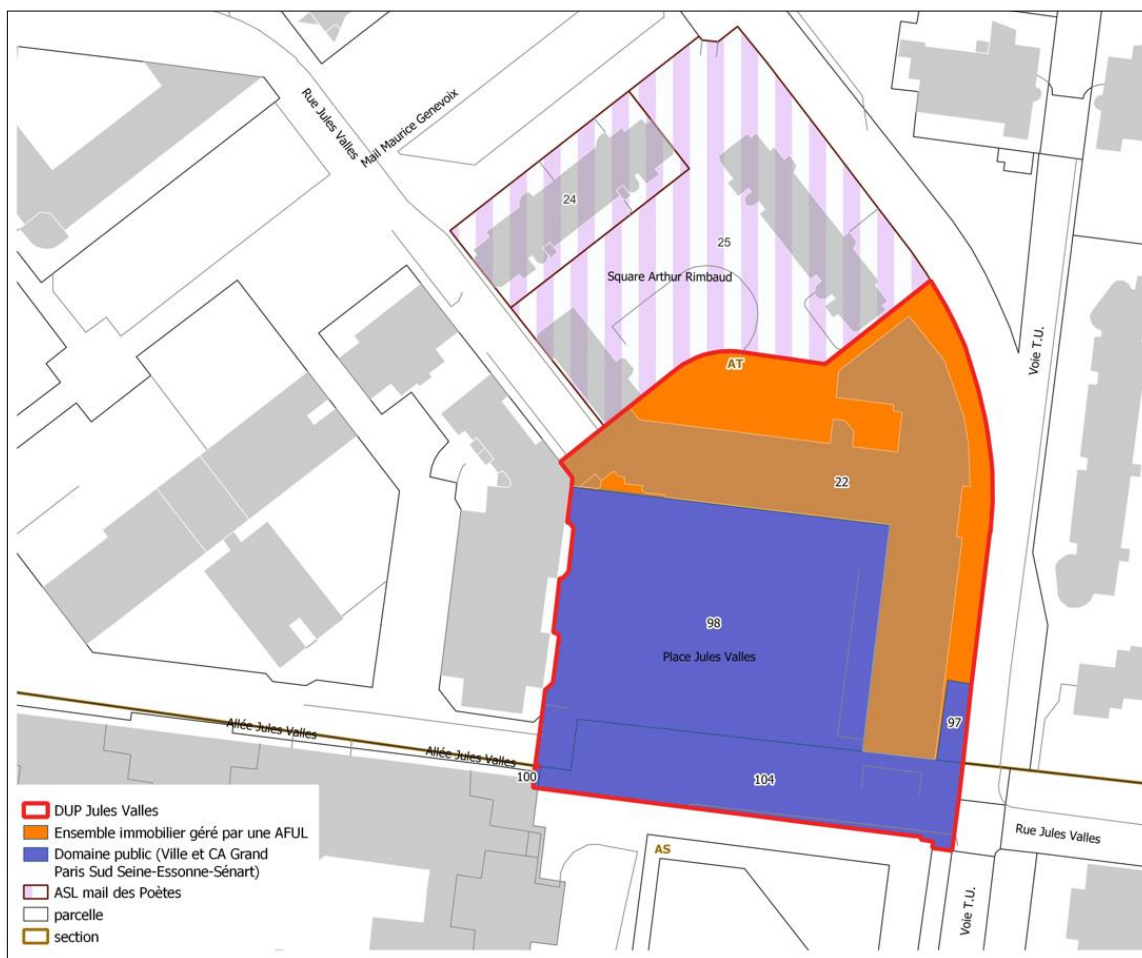 Rue Jules Valles
Mail Maurice Genevoix
24
25
Square Arthur Rimbaud
AT
Voie T.U.
22
98
Place Jules Valles
97
Allée Jules Valles
Allée Jules Valles
100
104
DUP Jules Valles
Ensemble immobilier géré par une AFUL
Domaine public (Ville et CA Grand
Paris Sud Seine-Essonne-Sénart)
ASL mail des Poètes
parcelle
section
AS
Rue Jules Valles
Voie T.U.